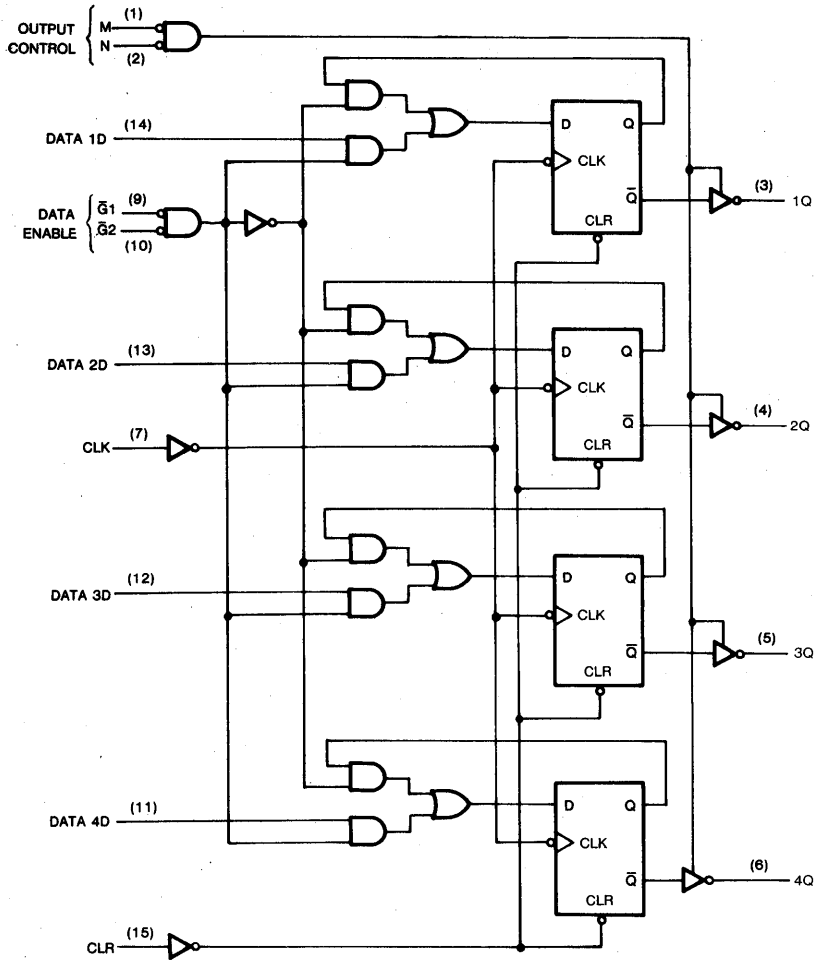 OUTPUT CONTROL
M (1)
N (2)
DATA 1D (14)
D Q
CLK
Q̅
CLR
(3) 1Q
DATA ENABLE
G̅1 (9)
G̅2 (10)
DATA 2D (13)
D Q
CLK
Q̅
CLR
(4) 2Q
CLK (7)
DATA 3D (12)
D Q
CLK
Q̅
CLR
(5) 3Q
DATA 4D (11)
D Q
CLK
Q̅
CLR
(6) 4Q
CLR (15)